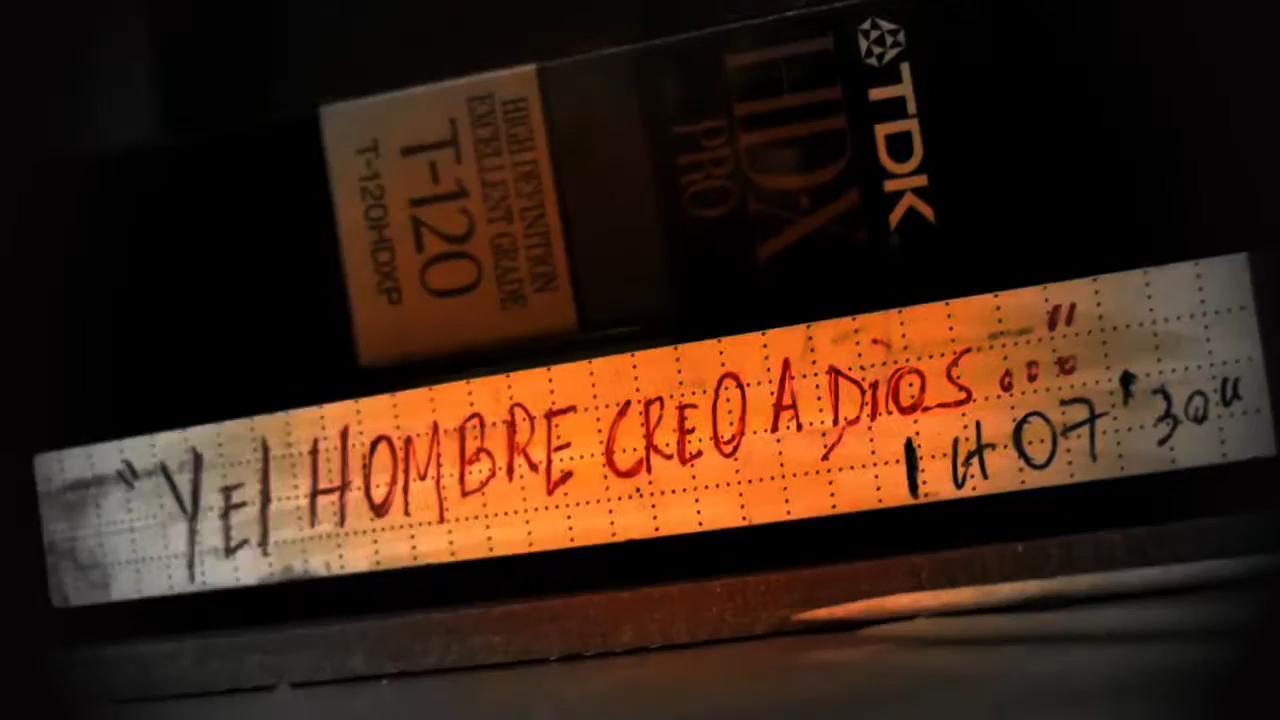 TDK
HD-X
PRO
HIGH DEFINITION
EXCELLENT GRADE
T-120
T-120HDXP
"Y El HOMBRE CREO A DiOS..."
1H07'30"